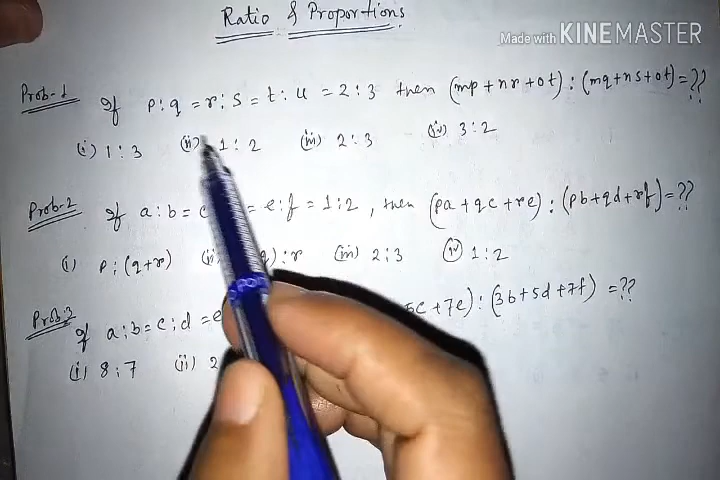 Ratio & Proportions
Made with KINEMASTER
Prob-1 If p:q = r:s = t:u = 2:3 then (mp+nr+ot):(mq+ns+ot)=??
(i) 1:3 (ii) 1:2 (iii) 2:3 (iv) 3:2
Prob-2 If a:b = c = e:f = 1:2, then (pa+qc+re):(pb+qd+rf)=??
(i) p:(q+r) (ii) q):r (iii) 2:3 (iv) 1:2
Prob-3 If a:b=c:d=e 5c+7e):(3b+5d+7f) =??
(i) 8:7 (ii) 2